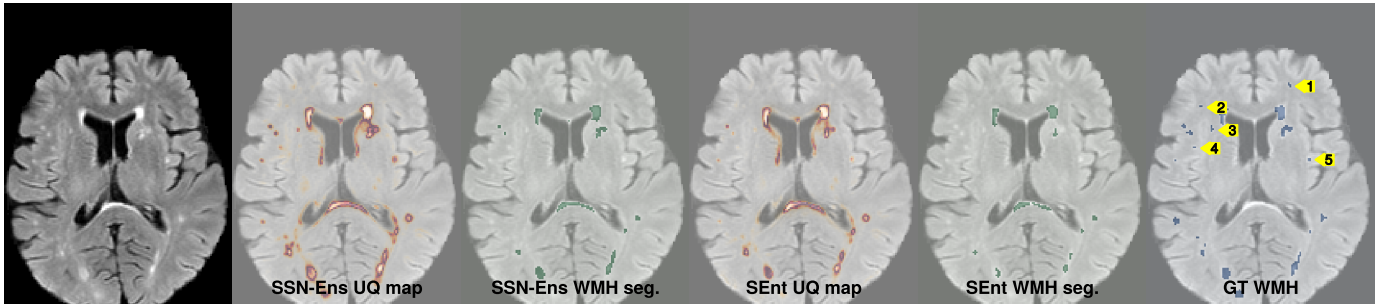 1
2
3
4
5
SSN-Ens UQ map
SSN-Ens WMH seg.
SEnt UQ map
SEnt WMH seg.
GT WMH